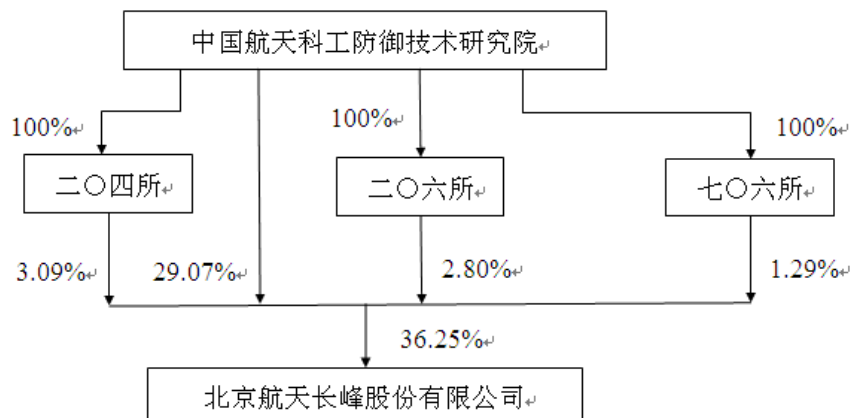 中国航天科工防御技术研究院
100%
100%
100%
二〇四所
二〇六所
七〇六所
3.09%
29.07%
2.80%
1.29%
36.25%
北京航天长峰股份有限公司